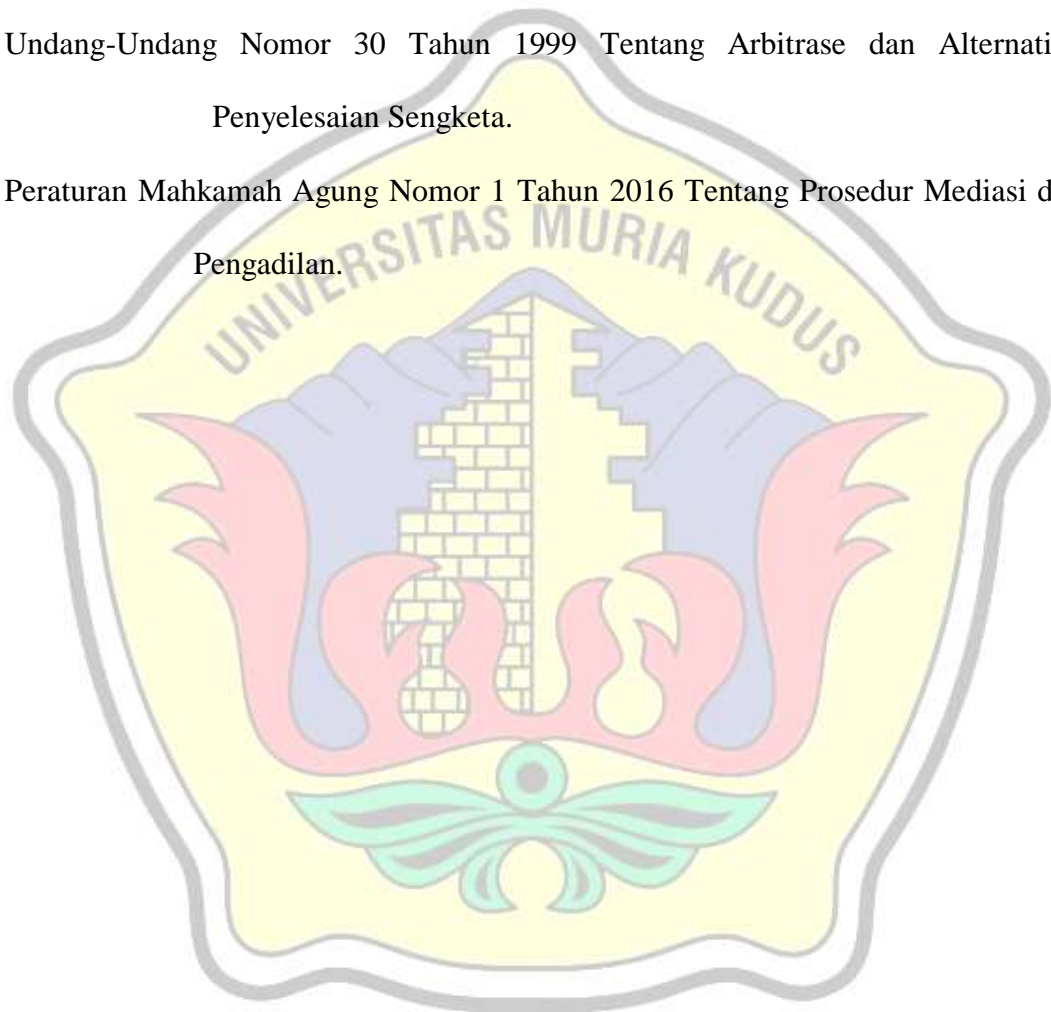 Undang-Undang Nomor 30 Tahun 1999 Tentang Arbitrase dan Alternati
Penyelesaian Sengketa.
Peraturan Mahkamah Agung Nomor 1 Tahun 2016 Tentang Prosedur Mediasi d
Pengadilan.
UNIVERSITAS MURIA KUDUS